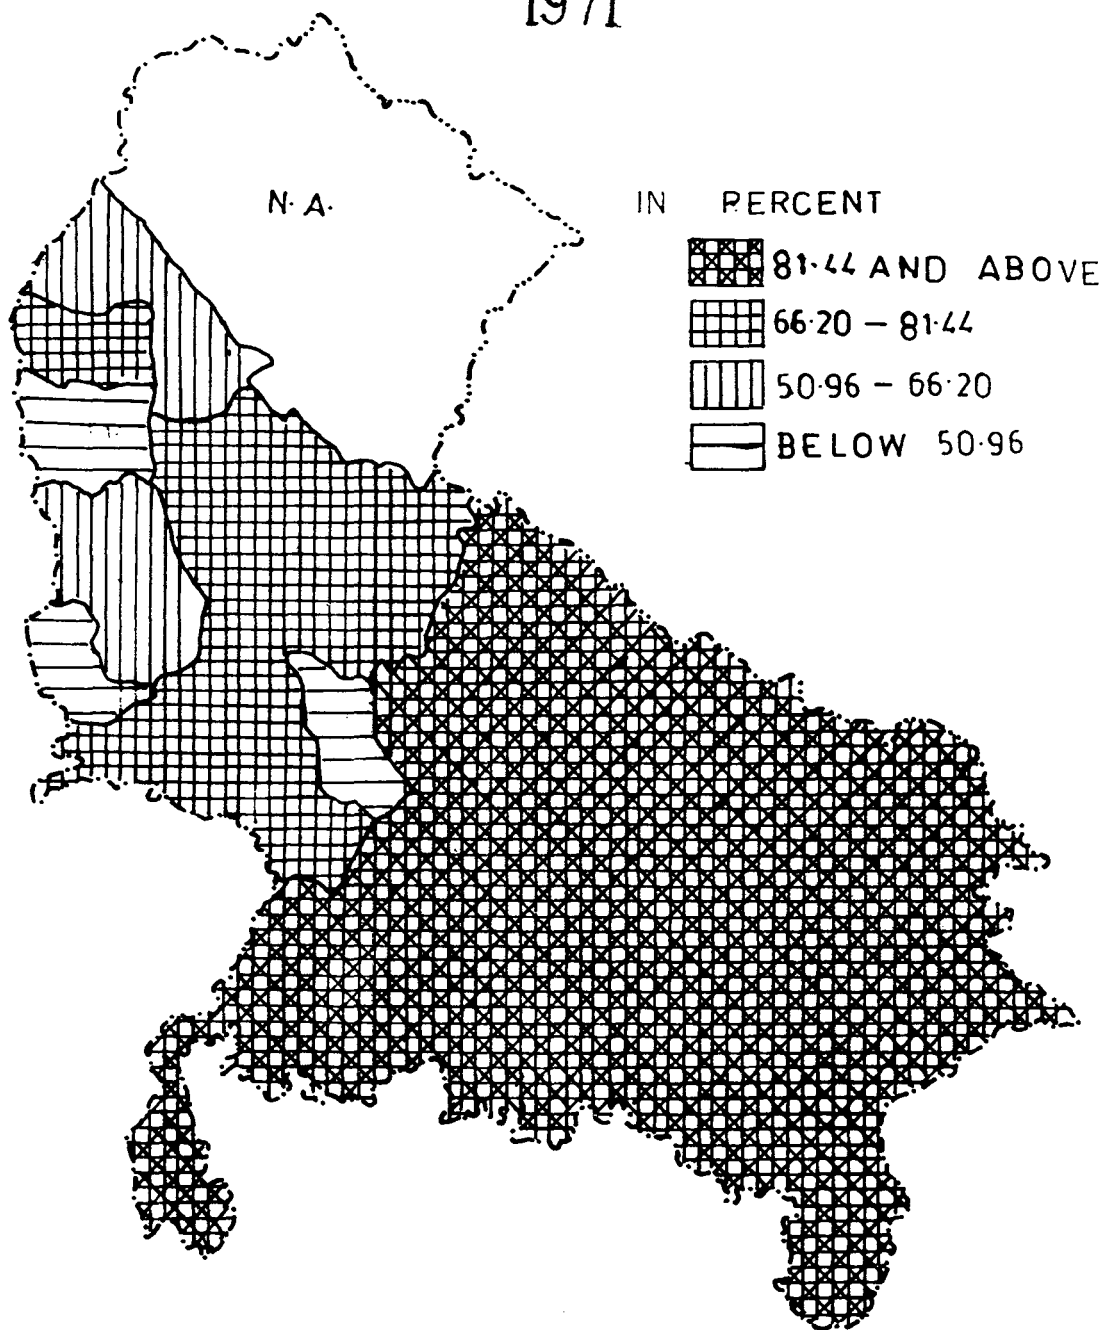 1971
N. A.
IN PERCENT
81.44 AND ABOVE
66.20 – 81.44
50.96 – 66.20
BELOW 50.96